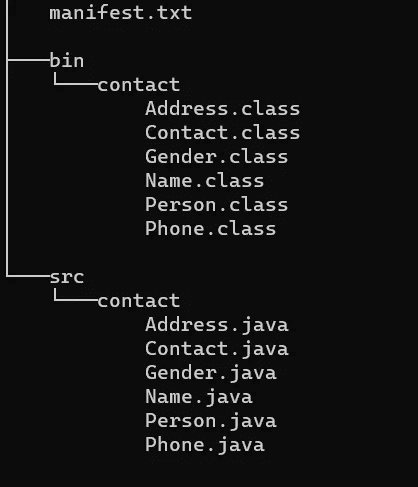 manifest.txt
bin
contact
Address.class
Contact.class
Gender.class
Name.class
Person.class
Phone.class
src
contact
Address.java
Contact.java
Gender.java
Name.java
Person.java
Phone.java